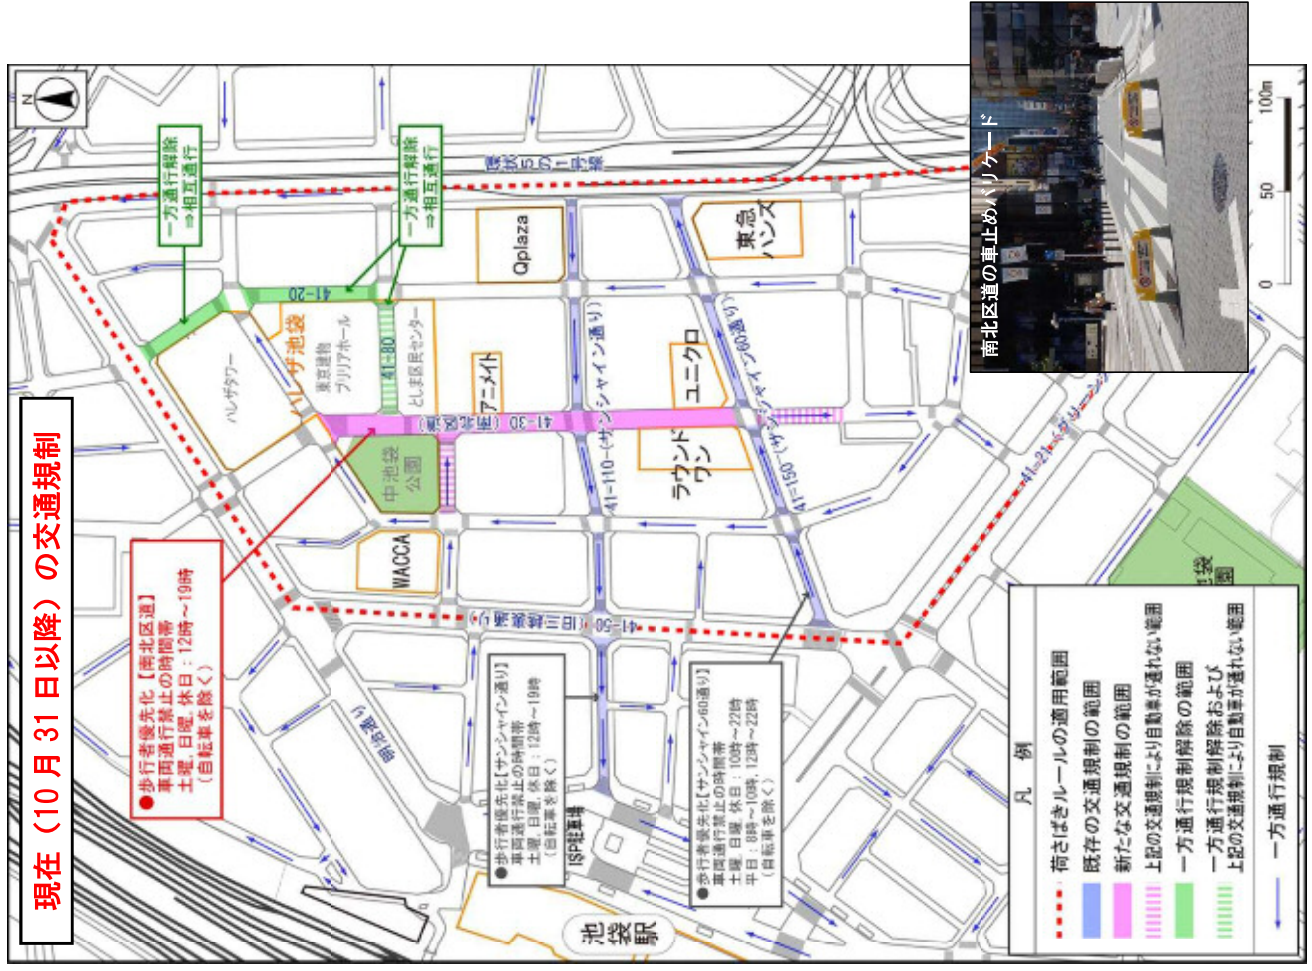 現在（10 月 31 日以降）の交通規制
N
一方通行解除
⇒相互通行
一方通行解除
⇒相互通行
環状5の1号線
●歩行者優先化【南北区道】
車両通行禁止の時間帯
土曜, 日曜, 休日：12時～19時
（自転車を除く）
ハレザタワー
ハレザ池袋
東京建物
ブリリアホール
としま区民センター
41-20
41-80
中池袋
公園
41-30（南北区道）
アニメイト
Qplaza
WACCA
41-110（サンシャイン通り）
ユニクロ
ラウンド
ワン
東急
ハンズ
41-150（サンシャイン60通り）
41-50（旧三越裏通り）
明治通り
●歩行者優先化【サンシャイン通り】
車両通行禁止の時間帯
土曜, 日曜, 休日：12時～19時
（自転車を除く）
ISP駐車場
●歩行者優先化【サンシャイン60通り】
車両通行禁止の時間帯
土曜, 日曜, 休日：10時～22時
平日：8時～10時, 12時～22時
（自転車を除く）
池
袋
駅
南北区道の車止めバリケード
0 50 100m
凡 例
荷さばきルールの適用範囲
既存の交通規制の範囲
新たな交通規制の範囲
上記の交通規制により自動車が通れない範囲
一方通行規制解除の範囲
一方通行規制解除および
上記の交通規制により自動車が通れない範囲
一方通行規制